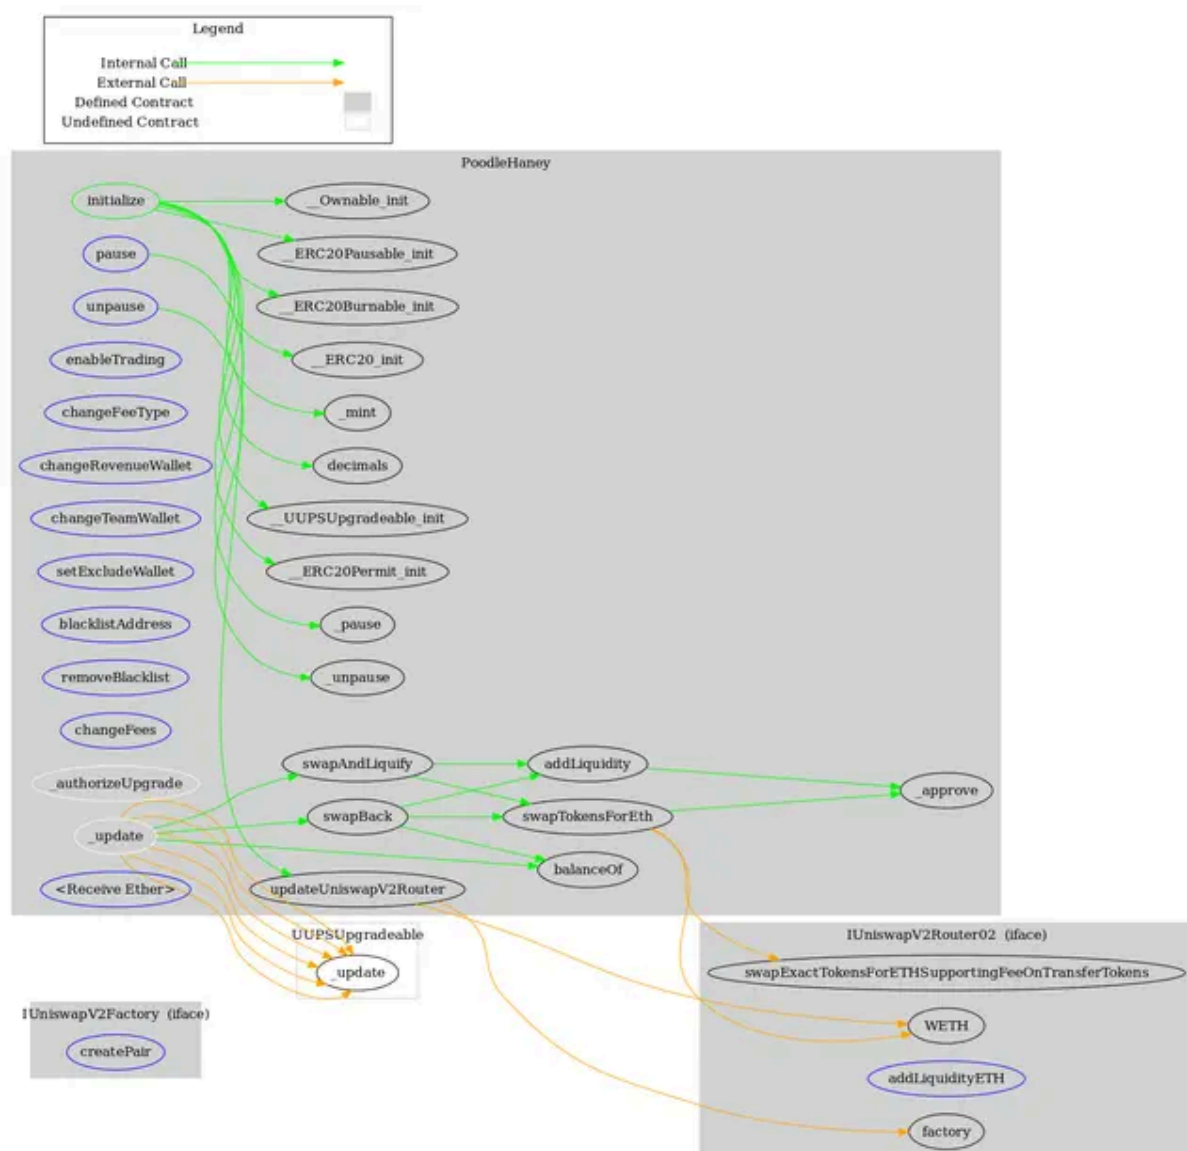 Legend
Internal Call
External Call
Defined Contract
Undefined Contract
PoodleHaney
initialize
__Ownable_init
pause
__ERC20Pausable_init
unpause
__ERC20Burnable_init
enableTrading
__ERC20_init
changeFeeType
_mint
changeRevenueWallet
decimals
changeTeamWallet
__UUPSUpgradeable_init
setExcludeWallet
__ERC20Permit_init
blacklistAddress
_pause
removeBlacklist
_unpause
changeFees
swapAndLiquify
addLiquidity
_authorizeUpgrade
_approve
swapBack
swapTokensForEth
_update
balanceOf
<Receive Ether>
updateUniswapV2Router
UUPSUpgradeable
IUniswapV2Router02 (iface)
_update
swapExactTokensForETHSupportingFeeOnTransferTokens
IUniswapV2Factory (iface)
WETH
createPair
addLiquidityETH
factory